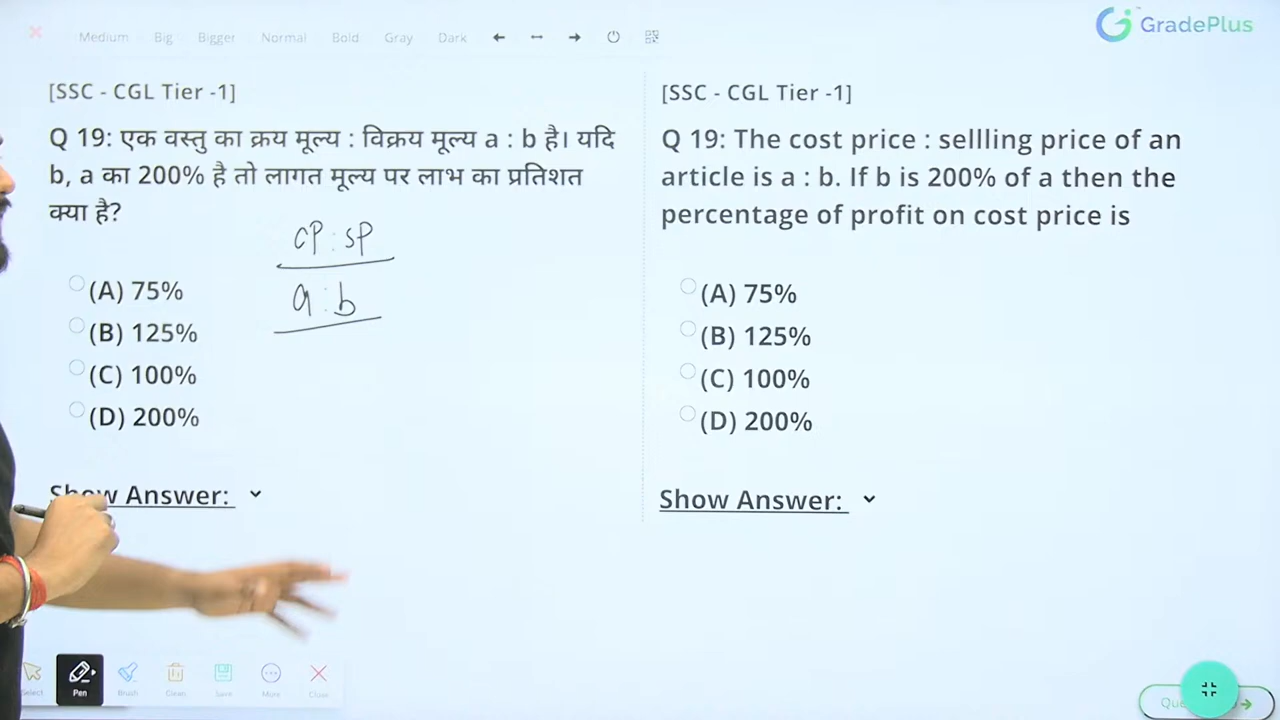 Medium Big Bigger Normal Bold Gray Dark
GradePlus
[SSC - CGL Tier -1]
Q 19: एक वस्तु का क्रय मूल्य : विक्रय मूल्य a : b है। यदि
b, a का 200% है तो लागत मूल्य पर लाभ का प्रतिशत
क्या है?
CP : SP
a : b
(A) 75%
(B) 125%
(C) 100%
(D) 200%
Show Answer:
[SSC - CGL Tier -1]
Q 19: The cost price : sellling price of an
article is a : b. If b is 200% of a then the
percentage of profit on cost price is
(A) 75%
(B) 125%
(C) 100%
(D) 200%
Show Answer:
Select Pen Brush Clean Save More Close